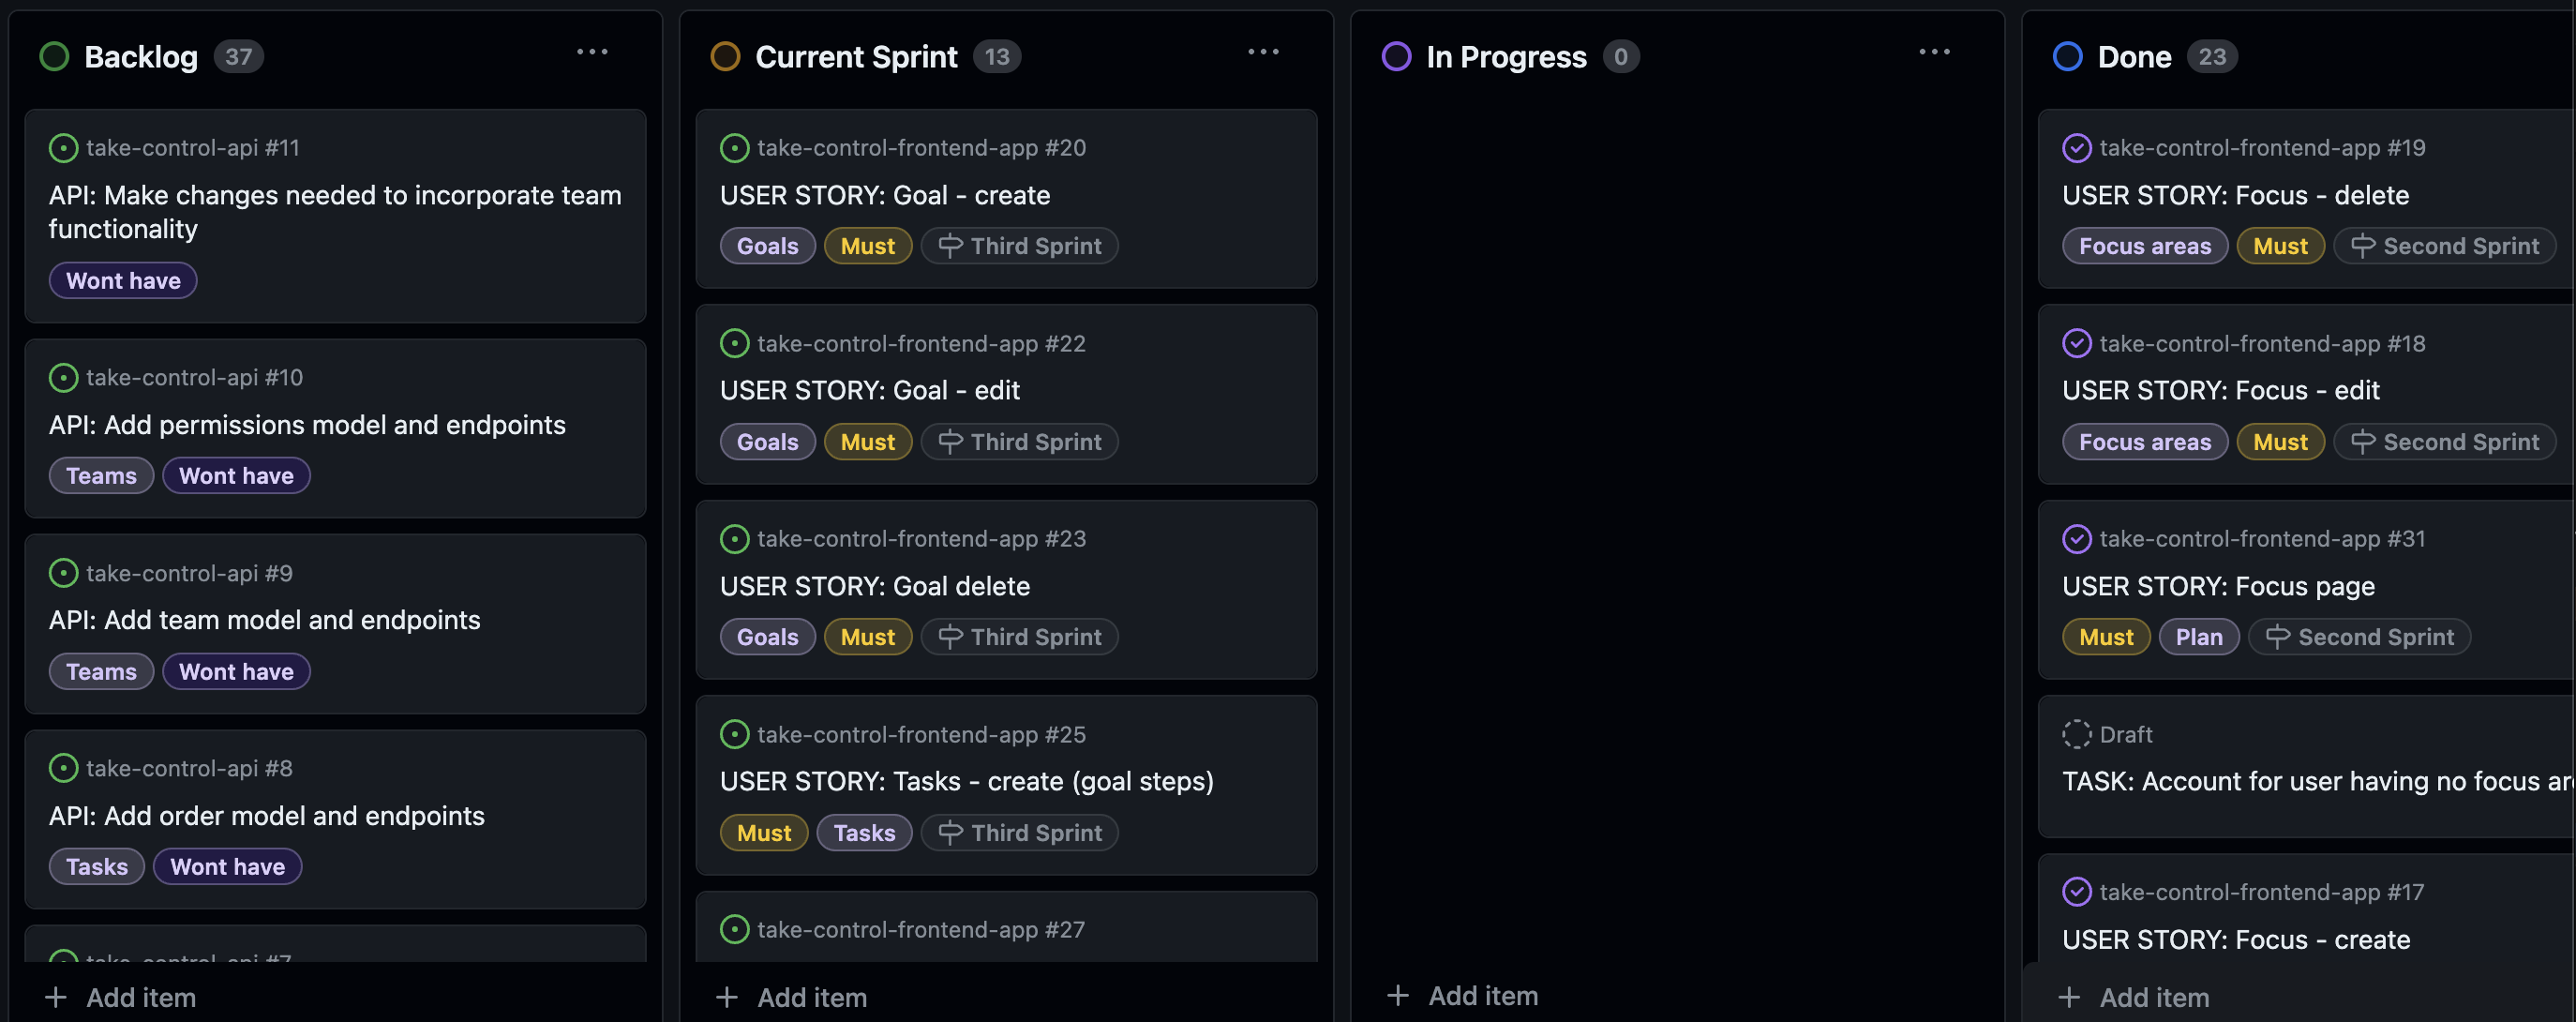 Backlog 37
take-control-api #11
API: Make changes needed to incorporate team
functionality
Wont have
take-control-api #10
API: Add permissions model and endpoints
Teams Wont have
take-control-api #9
API: Add team model and endpoints
Teams Wont have
take-control-api #8
API: Add order model and endpoints
Tasks Wont have
take-control-api #7
+ Add item
Current Sprint 13
take-control-frontend-app #20
USER STORY: Goal - create
Goals Must Third Sprint
take-control-frontend-app #22
USER STORY: Goal - edit
Goals Must Third Sprint
take-control-frontend-app #23
USER STORY: Goal delete
Goals Must Third Sprint
take-control-frontend-app #25
USER STORY: Tasks - create (goal steps)
Must Tasks Third Sprint
take-control-frontend-app #27
+ Add item
In Progress 0
+ Add item
Done 23
take-control-frontend-app #19
USER STORY: Focus - delete
Focus areas Must Second Sprint
take-control-frontend-app #18
USER STORY: Focus - edit
Focus areas Must Second Sprint
take-control-frontend-app #31
USER STORY: Focus page
Must Plan Second Sprint
Draft
TASK: Account for user having no focus
take-control-frontend-app #17
USER STORY: Focus - create
+ Add item